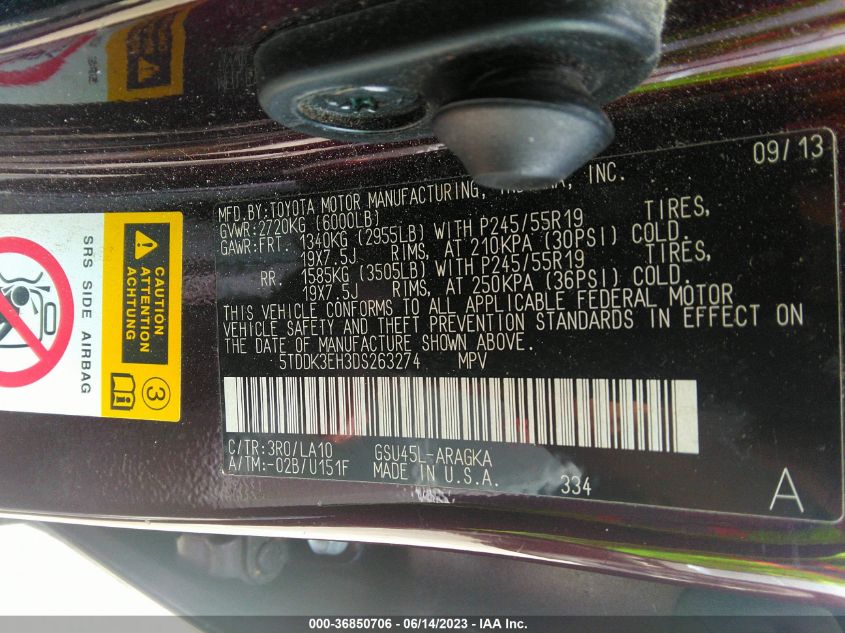 09/13
MFD.BY:TOYOTA MOTOR MANUFACTURING, INC.
GVWR:2720KG (6000LB)
GAWR:FRT. 1340KG (2955LB) WITH P245/55R19 TIRES,
19X7.5J RIMS, AT 210KPA (30PSI) COLD.
RR. 1585KG (3505LB) WITH P245/55R19 TIRES,
19X7.5J RIMS, AT 250KPA (36PSI) COLD.
THIS VEHICLE CONFORMS TO ALL APPLICABLE FEDERAL MOTOR
VEHICLE SAFETY AND THEFT PREVENTION STANDARDS IN EFFECT ON
THE DATE OF MANUFACTURE SHOWN ABOVE.
5TDDK3EH3DS263274 MPV
C/TR:3R0/LA10 GSU45L-ARAGKA
A/TM:-02B/U151F MADE IN U.S.A.
334
A
SRS SIDE AIRBAG
CAUTION
ATTENTION
ACHTUNG
3
000-36850706 - 06/14/2023 - IAA Inc.